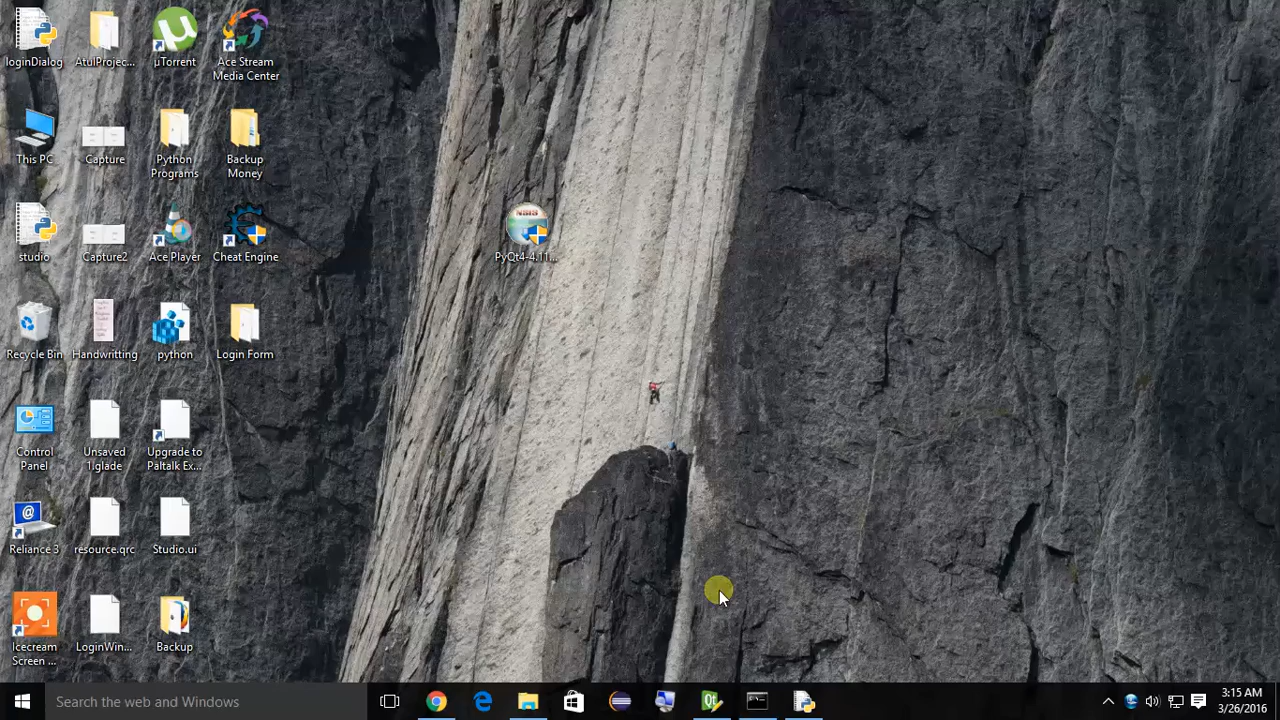 loginDialog
AtulProjec...
µTorrent
Ace Stream
Media Center
This PC
Capture
Python
Programs
Backup
Money
studio
Capture2
Ace Player
Cheat Engine
PyQt4-4.11...
Recycle Bin
Handwritting
python
Login Form
Control
Panel
Unsaved
1.glade
Upgrade to
Paltalk Ex...
Reliance 3
resource.qrc
Studio.ui
Icecream
Screen ...
LoginWin...
Backup
Search the web and Windows
3:15 AM
3/26/2016